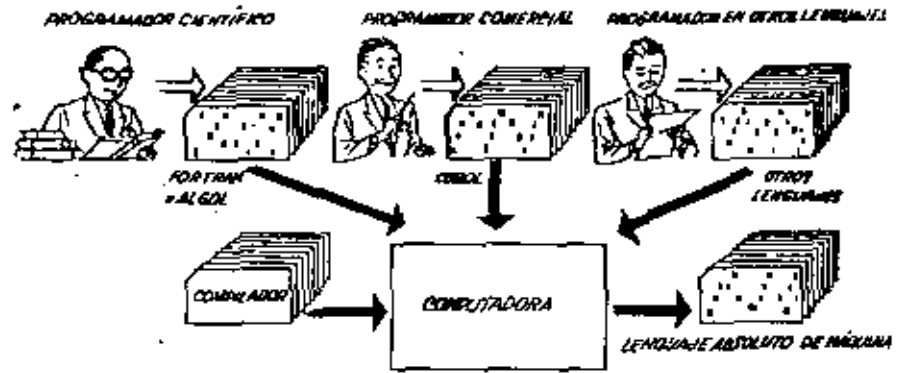 PROGRAMADOR CIENTÍFICO
PROGRAMADOR COMERCIAL
PROGRAMADOR EN OTROS LENGUAJES
FORTRAN
o ALGOL
COBOL
OTROS
LENGUAJES
COMPILADOR
COMPUTADORA
LENGUAJE ABSOLUTO DE MÁQUINA